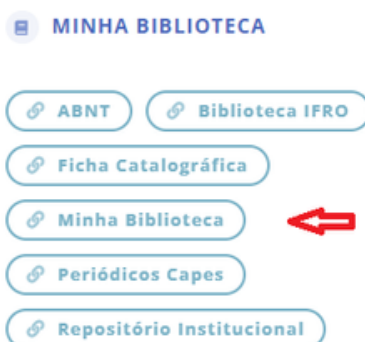 MINHA BIBLIOTECA
ABNT Biblioteca IFRO
Ficha Catalográfica
Minha Biblioteca
Periódicos Capes
Repositório Institucional